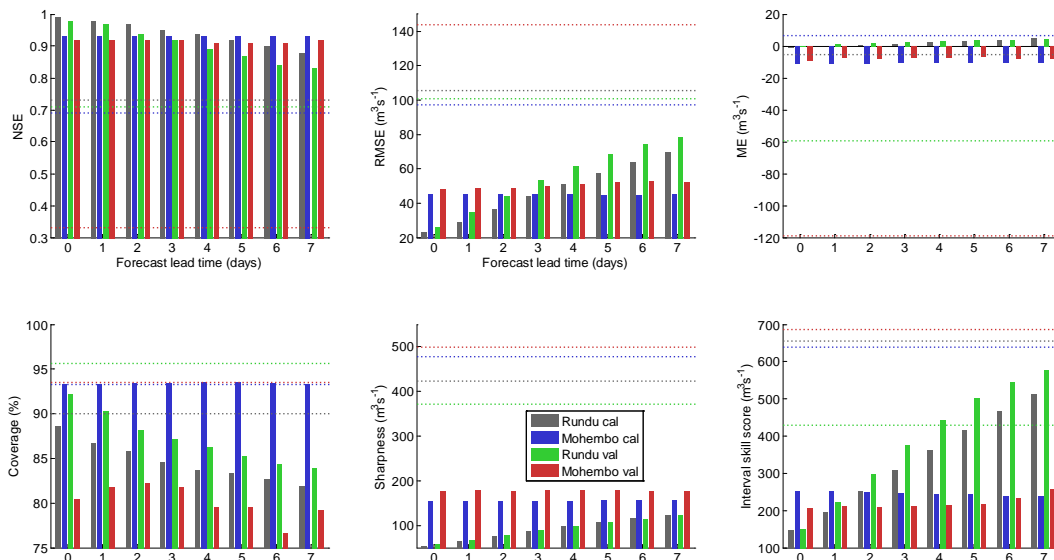 NSE
1
0.9
0.8
0.7
0.6
0.5
0.4
0.3
0 1 2 3 4 5 6 7
Forecast lead time (days)
RMSE (m³s⁻¹)
140
120
100
80
60
40
20
0 1 2 3 4 5 6 7
Forecast lead time (days)
ME (m³s⁻¹)
20
0
-20
-40
-60
-80
-100
-120
0 1 2 3 4 5 6 7
Coverage (%)
100
95
90
85
80
75
0 1 2 3 4 5 6 7
Sharpness (m³s⁻¹)
500
400
300
200
100
Rundu cal
Mohembo cal
Rundu val
Mohembo val
0 1 2 3 4 5 6 7
Interval skill score (m³s⁻¹)
700
600
500
400
300
200
100
0 1 2 3 4 5 6 7